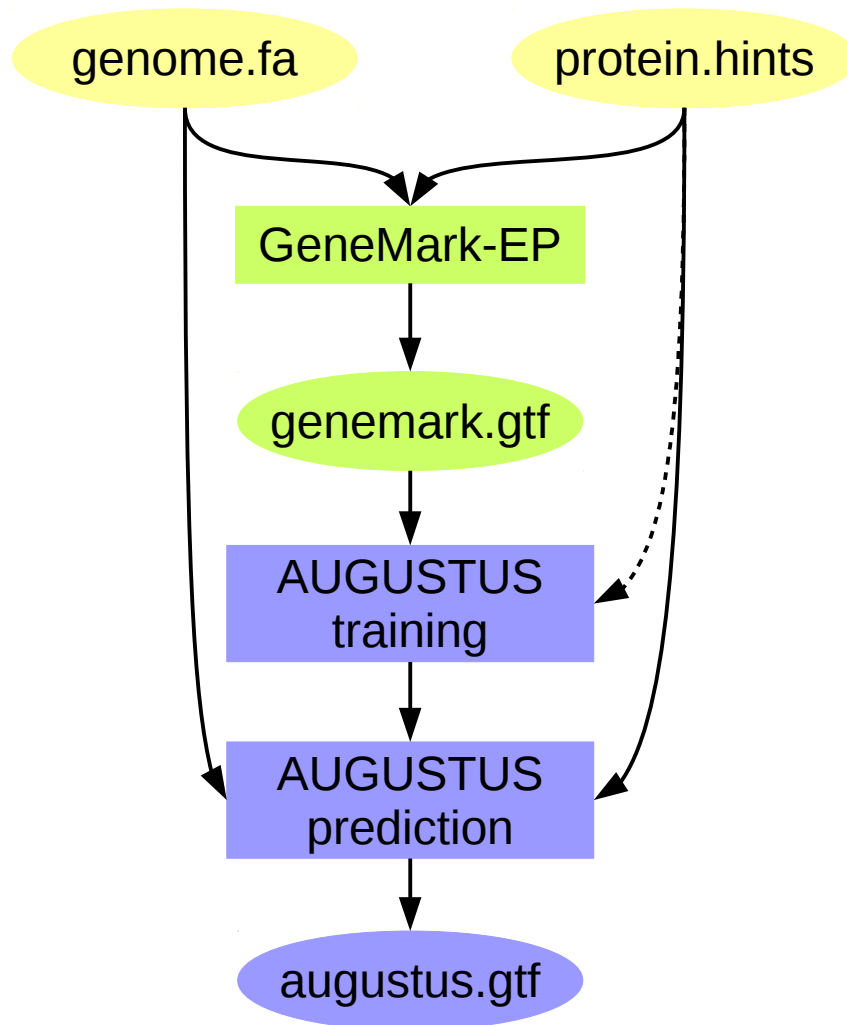 genome.fa
protein.hints
GeneMark-EP
genemark.gtf
AUGUSTUS
training
AUGUSTUS
prediction
augustus.gtf